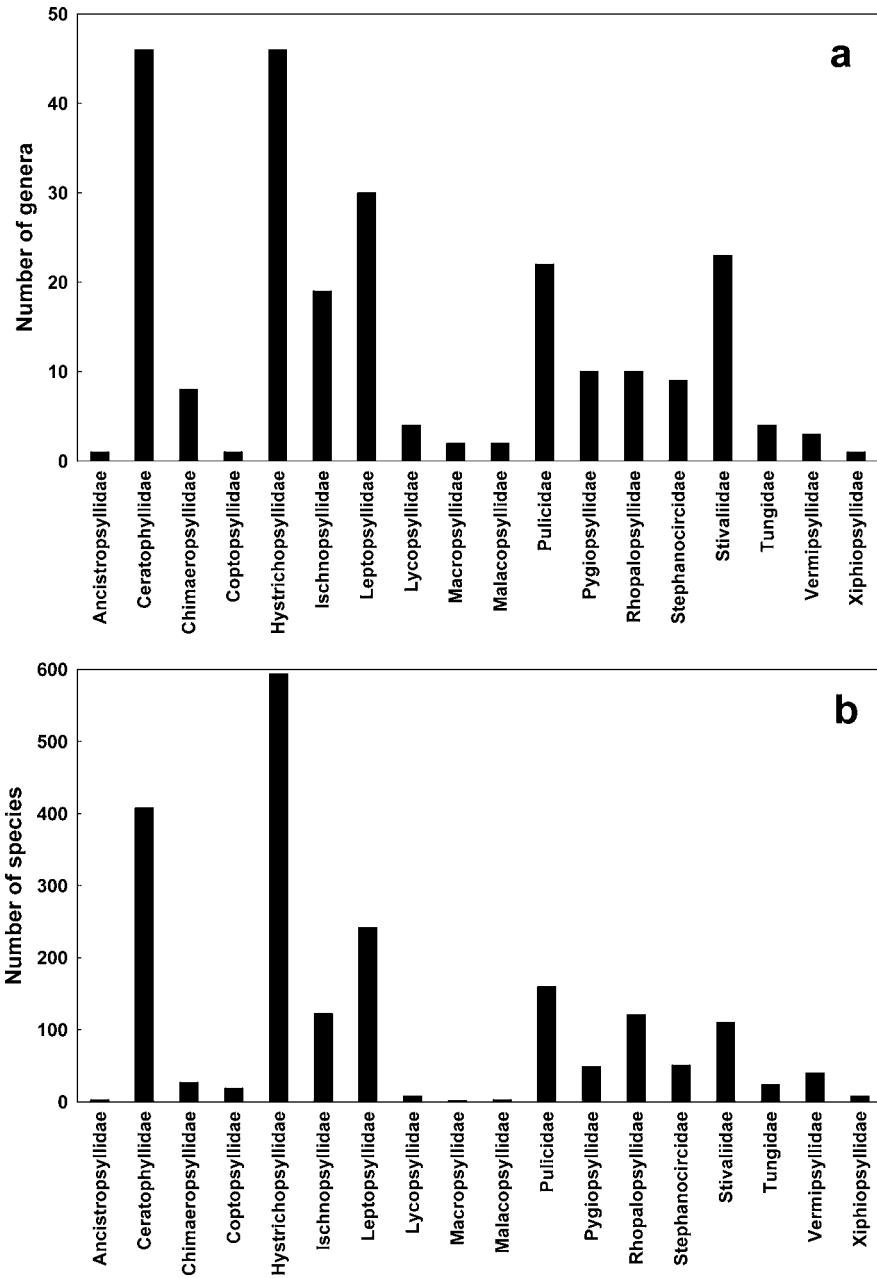 a
Number of genera
50
40
30
20
10
0
Ancistropsyllidae
Ceratophyllidae
Chimaeropsyllidae
Coptopsyllidae
Hystrichopsyllidae
Ischnopsyllidae
Leptopsyllidae
Lycopsyllidae
Macropsyllidae
Malacopsyllidae
Pulicidae
Pygiopsyllidae
Rhopalopsyllidae
Stephanocircidae
Stivaliidae
Tungidae
Vermipsyllidae
Xiphiopsyllidae
b
Number of species
600
500
400
300
200
100
0
Ancistropsyllidae
Ceratophyllidae
Chimaeropsyllidae
Coptopsyllidae
Hystrichopsyllidae
Ischnopsyllidae
Leptopsyllidae
Lycopsyllidae
Macropsyllidae
Malacopsyllidae
Pulicidae
Pygiopsyllidae
Rhopalopsyllidae
Stephanocircidae
Stivaliidae
Tungidae
Vermipsyllidae
Xiphiopsyllidae